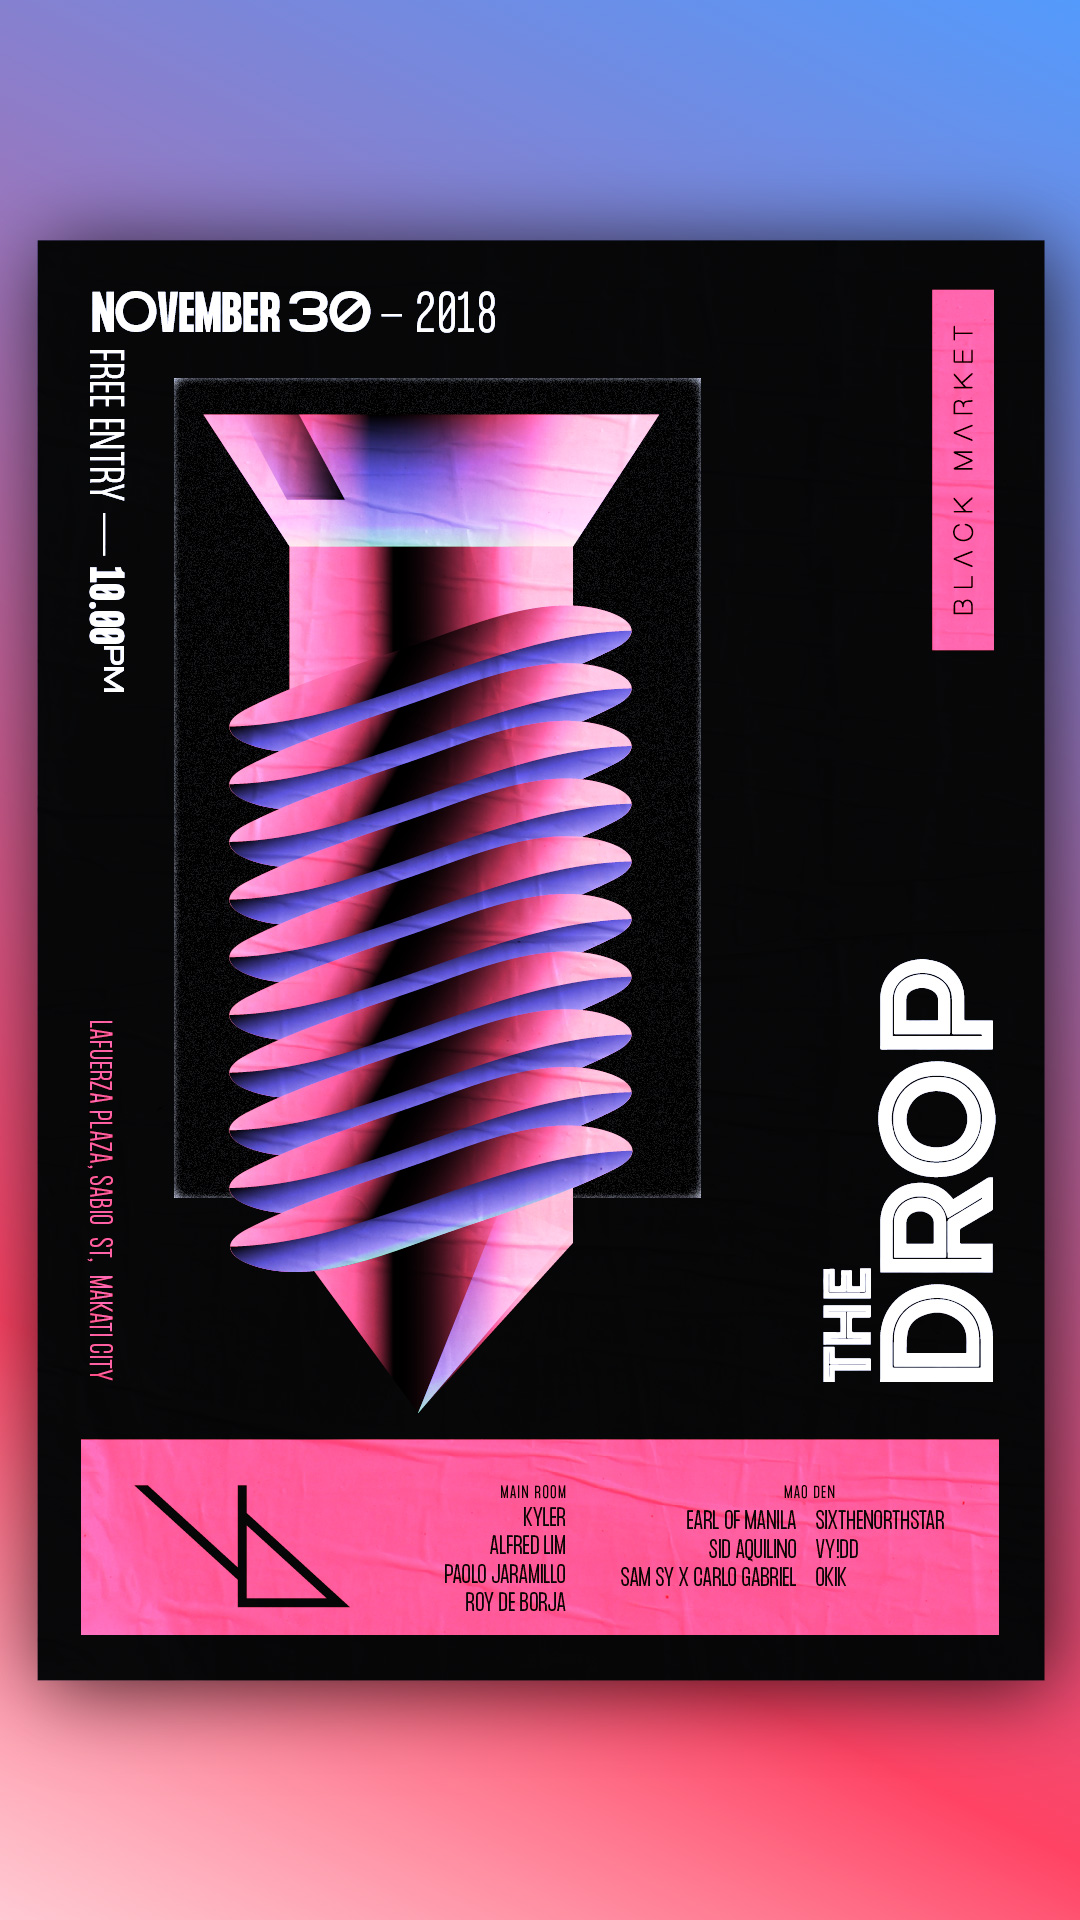 NOVEMBER 30 – 2018
FREE ENTRY — 10.00PM
BLACK MARKET
LAFUERZA PLAZA, SABIO ST, MAKATI CITY
THE
DROP
MAIN ROOM
KYLER
ALFRED LIM
PAOLO JARAMILLO
ROY DE BORJA
MAO DEN
EARL OF MANILA SIXTHENORTHSTAR
SID AQUILINO VY!DD
SAM SY X CARLO GABRIEL OKIK